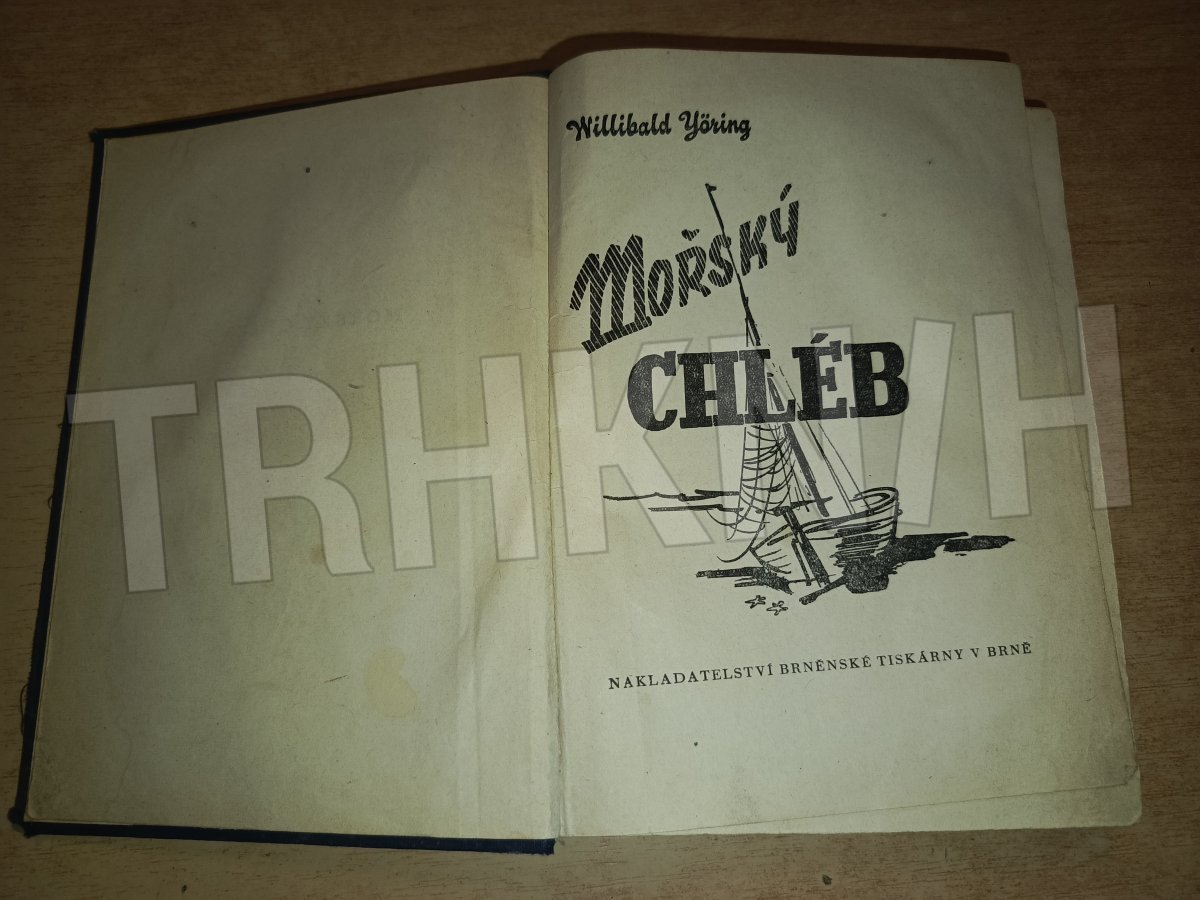 Willibald Yöring
Mořský
CHLÉB
NAKLADATELSTVÍ BRNĚNSKÉ TISKÁRNY V BRNĚ
TRHKNIH